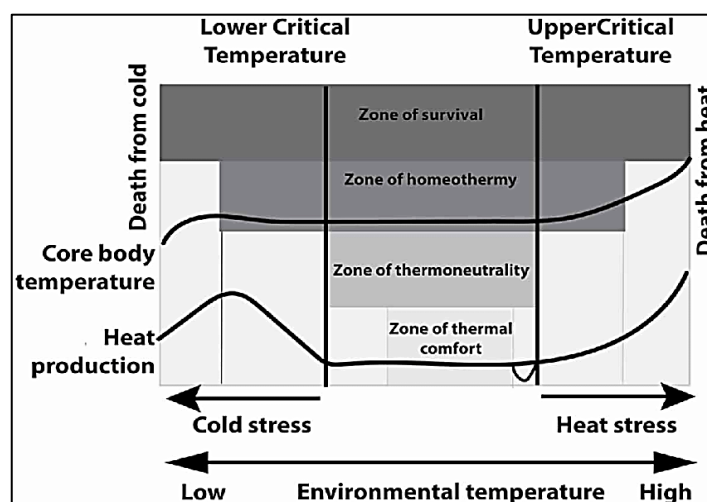 Lower Critical
Temperature
UpperCritical
Temperature
Death from cold
Death from heat
Zone of survival
Zone of homeothermy
Core body
temperature
Zone of thermoneutrality
Zone of thermal
comfort
Heat
production
Cold stress
Heat stress
Low
Environmental temperature
High